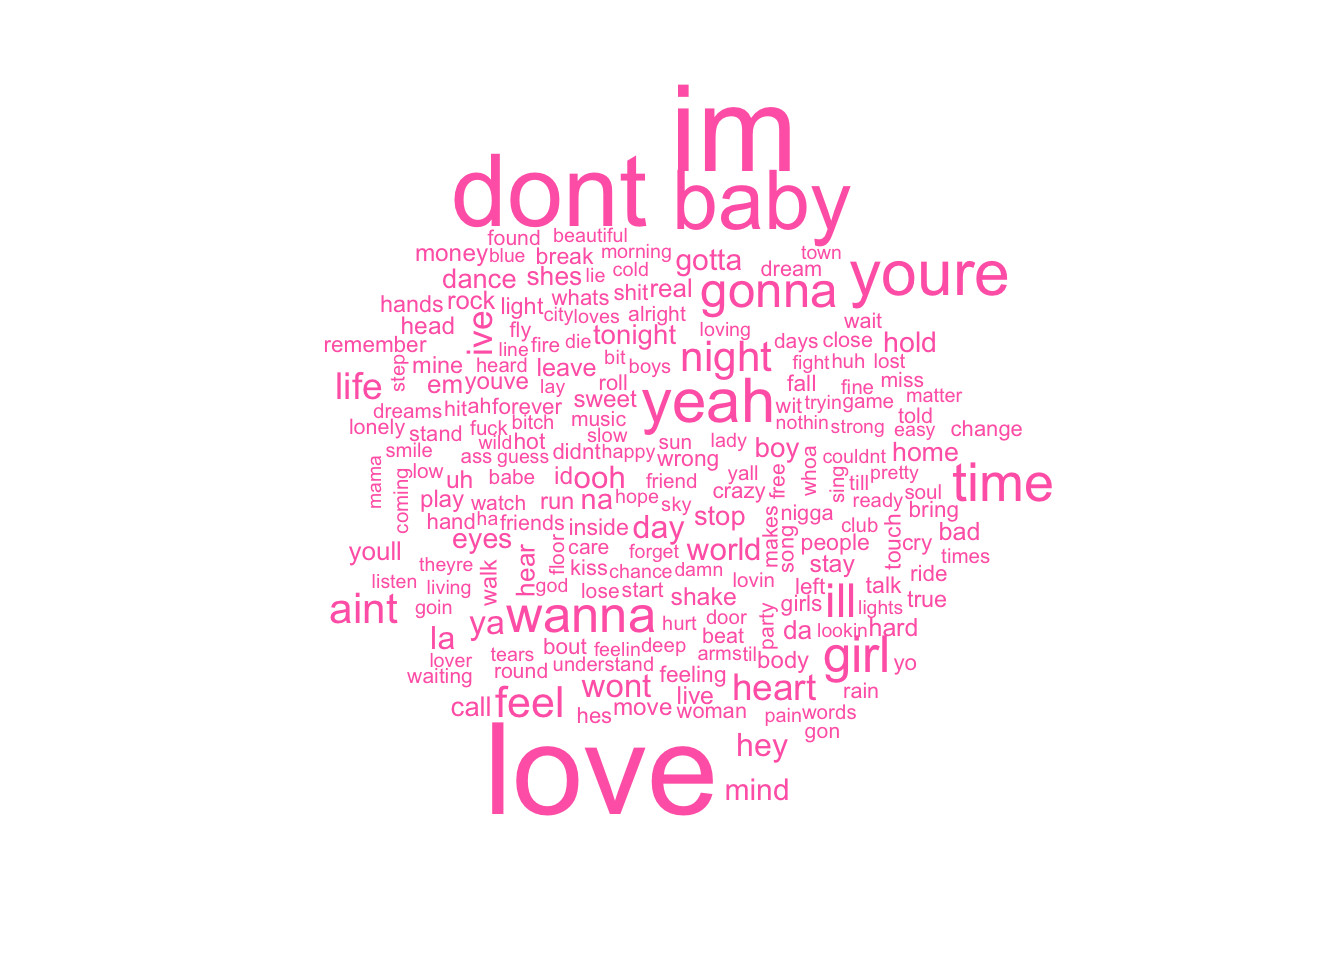 im
dont baby
found beautiful
money blue break morning gotta town
dance shes lie cold dream youre
hands rock light whats shit real gonna
city loves alright
head ive fly tonight loving wait
remember line fire die days close hold
step mine heard leave bit boys night fight huh lost
life em youve lay roll fall fine miss
dreams hit ah forever sweet yeah wit tryin game matter
lonely stand fuck bitch music nothin strong told easy change
smile wild hot slow sun lady boy
mama low ass guess didnt happy wrong couldnt home
coming uh babe id ooh friend yall crazy free whoa sing till pretty time
play watch run na hope sky ready soul
hand ha friends inside day stop nigga club bring
youll eyes hear floor care forget world makes song people touch cry bad
theyre walk kiss chance damn stay times
listen living god lose start lovin left talk ride
aint goin ya wanna shake girls ill lights true
la hurt door party da lookin hard
lover tears bout feelin deep beat arms til body girl yo
waiting round understand feeling
call feel wont live heart rain
hes move woman pain words
love hey gon
mind